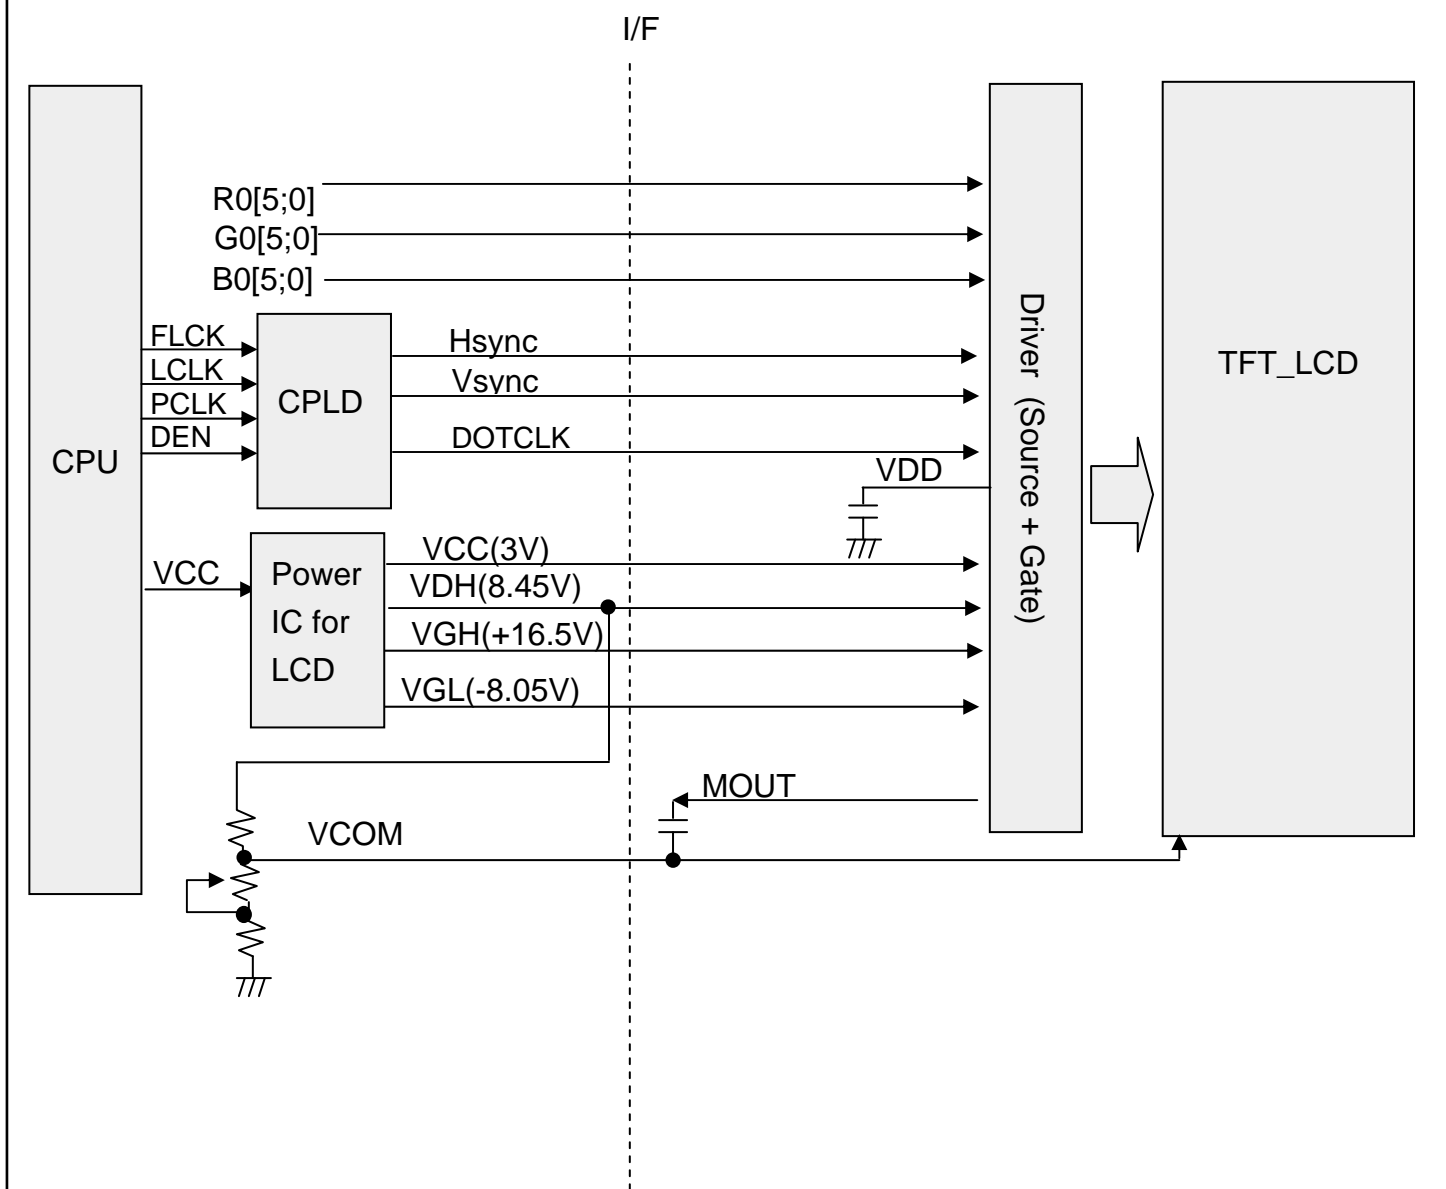 I/F
R0[5;0]
G0[5;0]
B0[5;0]
FLCK
LCLK
PCLK
DEN
CPU
CPLD
Hsync
Vsync
DOTCLK
VDD
Driver (Source + Gate)
TFT_LCD
VCC
Power
IC for
LCD
VCC(3V)
VDH(8.45V)
VGH(+16.5V)
VGL(-8.05V)
MOUT
VCOM